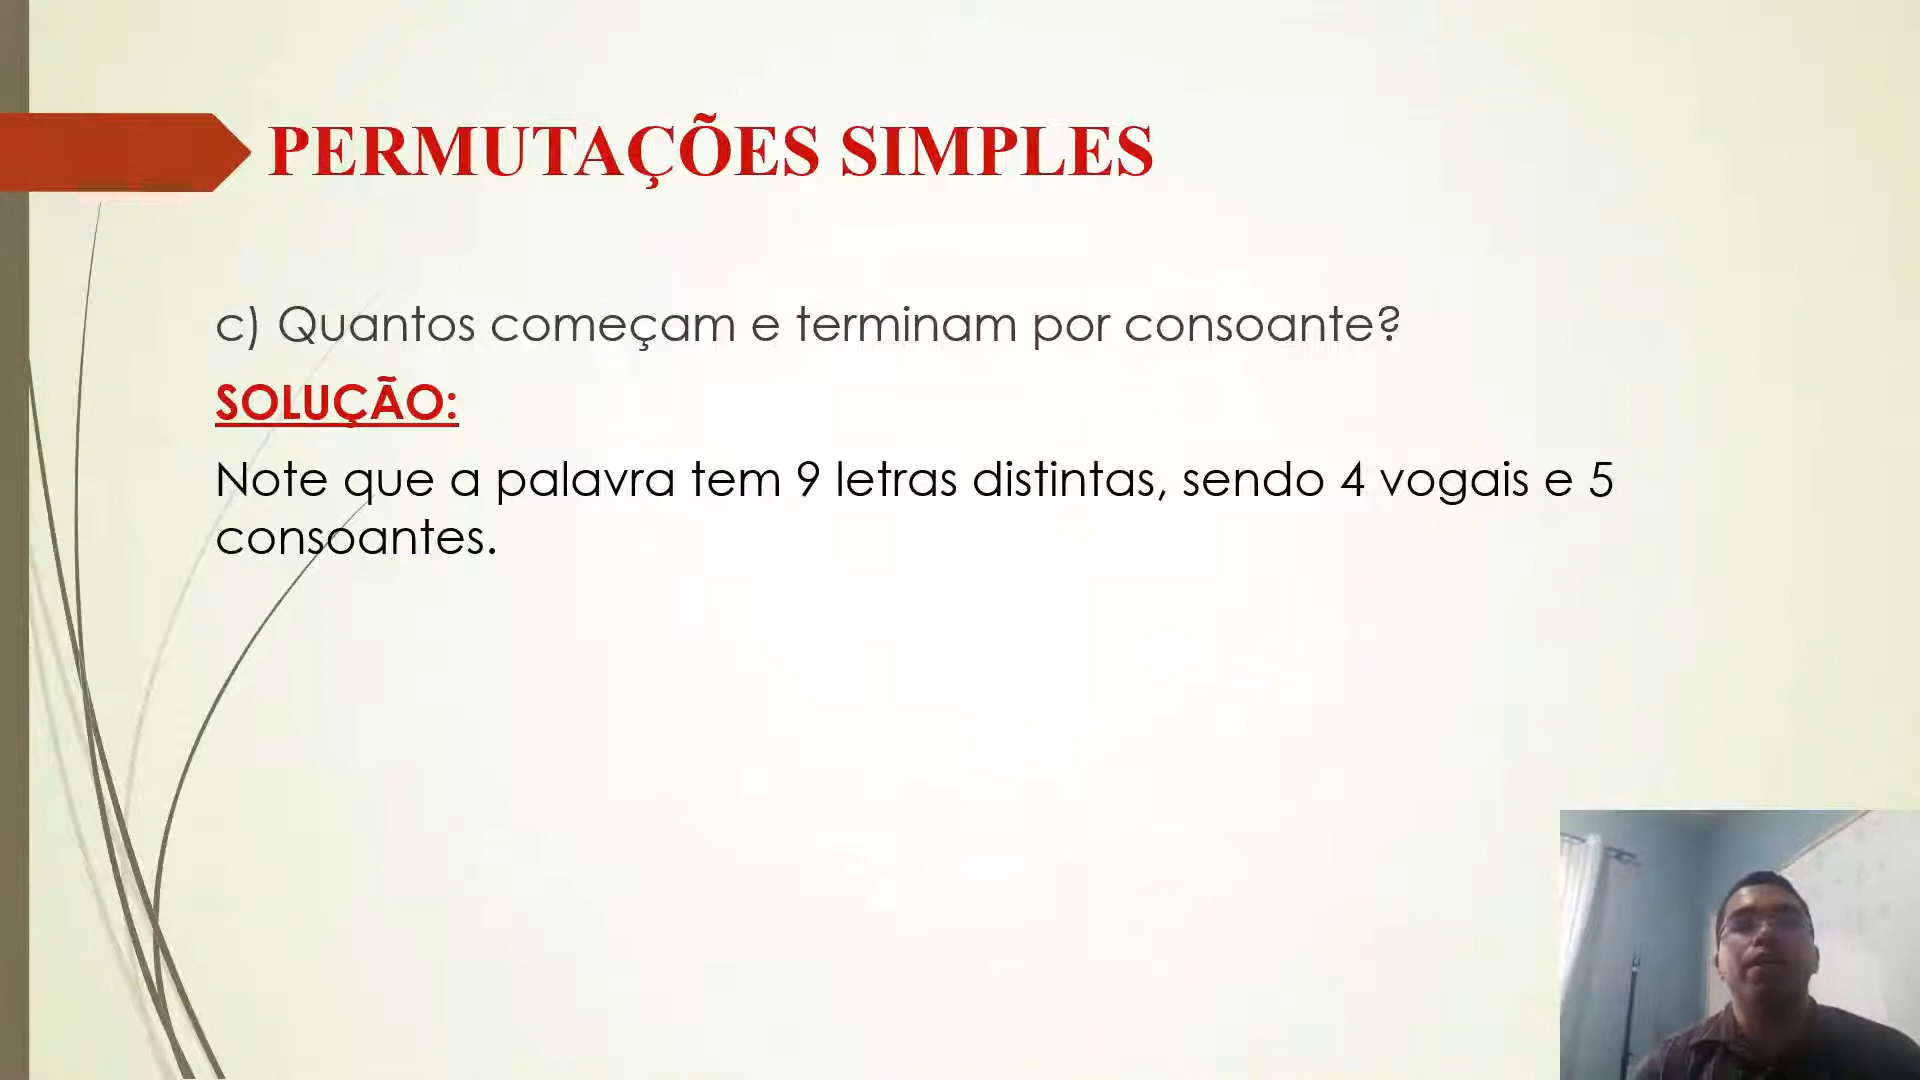 PERMUTAÇÕES SIMPLES
c) Quantos começam e terminam por consoante?
SOLUÇÃO:
Note que a palavra tem 9 letras distintas, sendo 4 vogais e 5
consoantes.